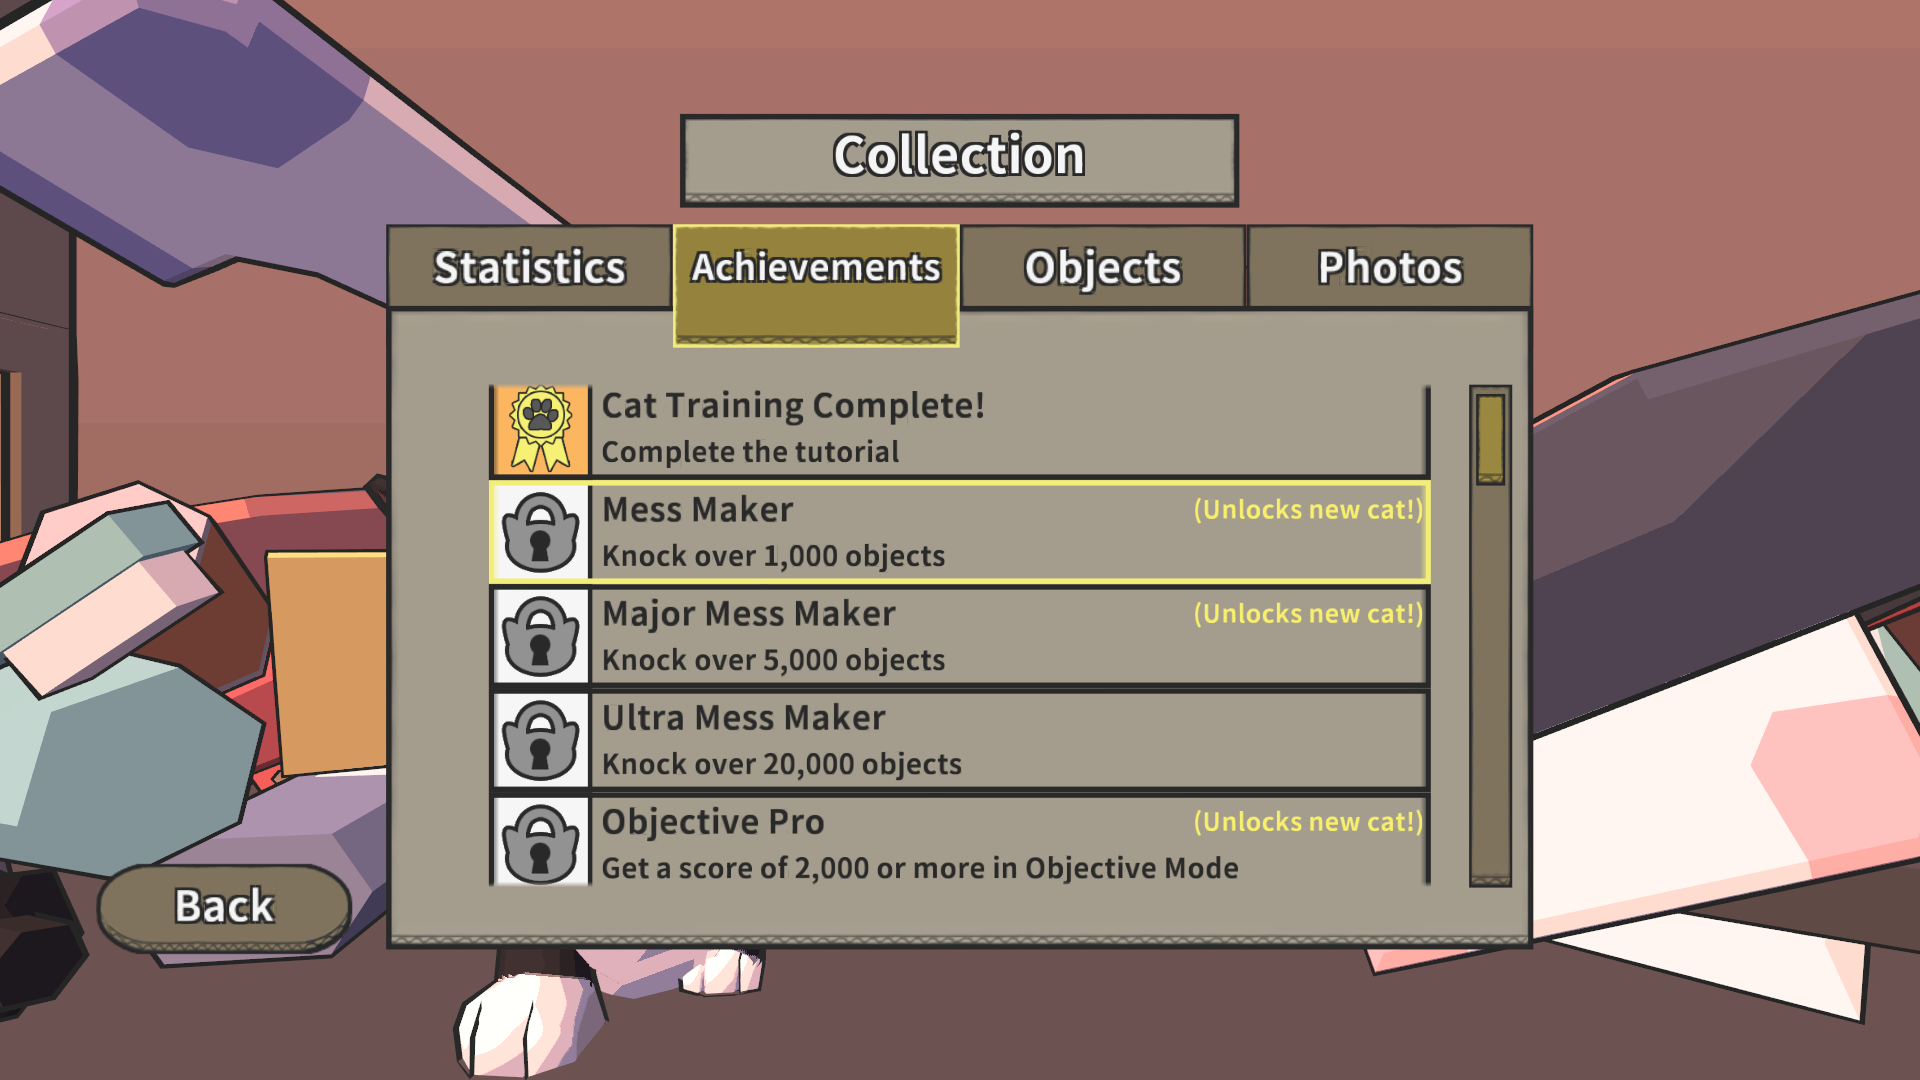 Collection
Statistics
Achievements
Objects
Photos
Cat Training Complete!
Complete the tutorial
Mess Maker
(Unlocks new cat!)
Knock over 1,000 objects
Major Mess Maker
(Unlocks new cat!)
Knock over 5,000 objects
Ultra Mess Maker
Knock over 20,000 objects
Objective Pro
(Unlocks new cat!)
Get a score of 2,000 or more in Objective Mode
Back